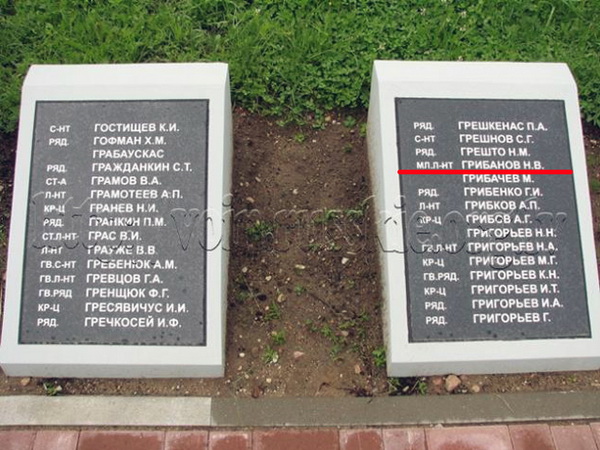 С-НТ ГОСТИЩЕВ К.И.
РЯД. ГОФМАН Х.М.
ГРАБАУСКАС
РЯД. ГРАЖДАНКИН С.Т.
СТ-А ГРАМОВ В.А.
Л-НТ ГРАМОТЕЕВ А.П.
КР-Ц ГРАНЕВ Н.И.
РЯД. ГРАНКИН П.М.
СТ.Л-НТ ГРАС В.И.
Л-НТ ГРАУЖЕ В.В.
ГВ.С-НТ ГРЕБЕНЮК А.М.
ГВ.Л-НТ ГРЕВЦОВ Г.А.
ГВ.РЯД ГРЕНЩЮК Ф.Г.
КР-Ц ГРЕСЯВИЧУС И.И.
РЯД. ГРЕЧКОСЕЙ И.Ф.
РЯД. ГРЕШКЕНАС П.А.
С-НТ ГРЕШНОВ С.Г.
РЯД. ГРЕШТО Н.М.
МЛ.Л-НТ ГРИБАНОВ Н.В.
ГРИБАЧЕВ М.
РЯД. ГРИБЕНКО Г.И.
Л-НТ ГРИБКОВ А.П.
КР-Ц ГРИБОВ А.Г.
ГРИГОРЬЕВ Н.Н.
ГВ.Л-НТ ГРИГОРЬЕВ Н.А.
КР-Ц ГРИГОРЬЕВ М.Г.
ГВ.РЯД. ГРИГОРЬЕВ К.Н.
КР-Ц ГРИГОРЬЕВ И.Т.
РЯД. ГРИГОРЬЕВ И.А.
РЯД. ГРИГОРЬЕВ Г.